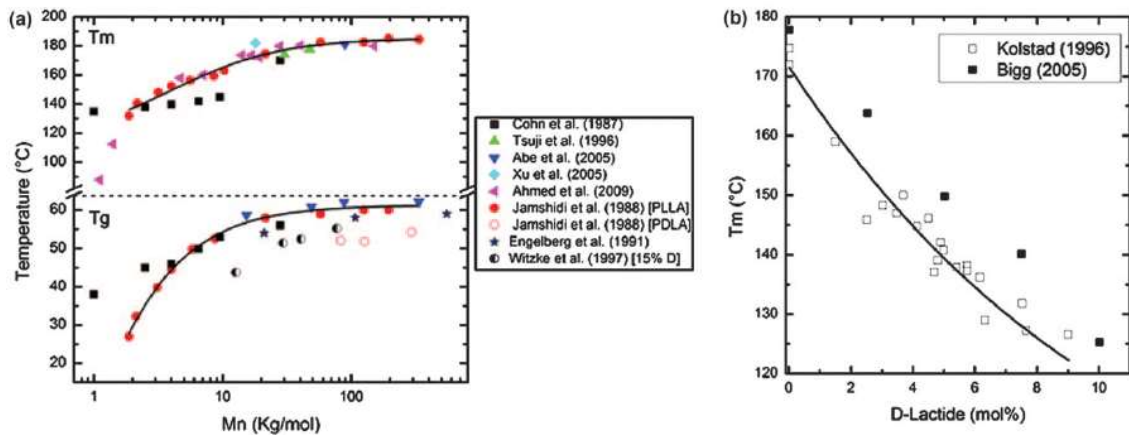 (a)
Tm
Tg
200
180
160
140
120
100
80
60
50
40
30
20
Temperature (°C)
1
10
100
Mn (Kg/mol)
Cohn et al. (1987)
Tsuji et al. (1996)
Abe et al. (2005)
Xu et al. (2005)
Ahmed et al. (2009)
Jamshidi et al. (1988) [PLLA]
Jamshidi et al. (1988) [PDLA]
Engelberg et al. (1991)
Witzke et al. (1997) [15% D]
(b)
180
170
160
150
140
130
120
Tm (°C)
0
2
4
6
8
10
D-Lactide (mol%)
Kolstad (1996)
Bigg (2005)